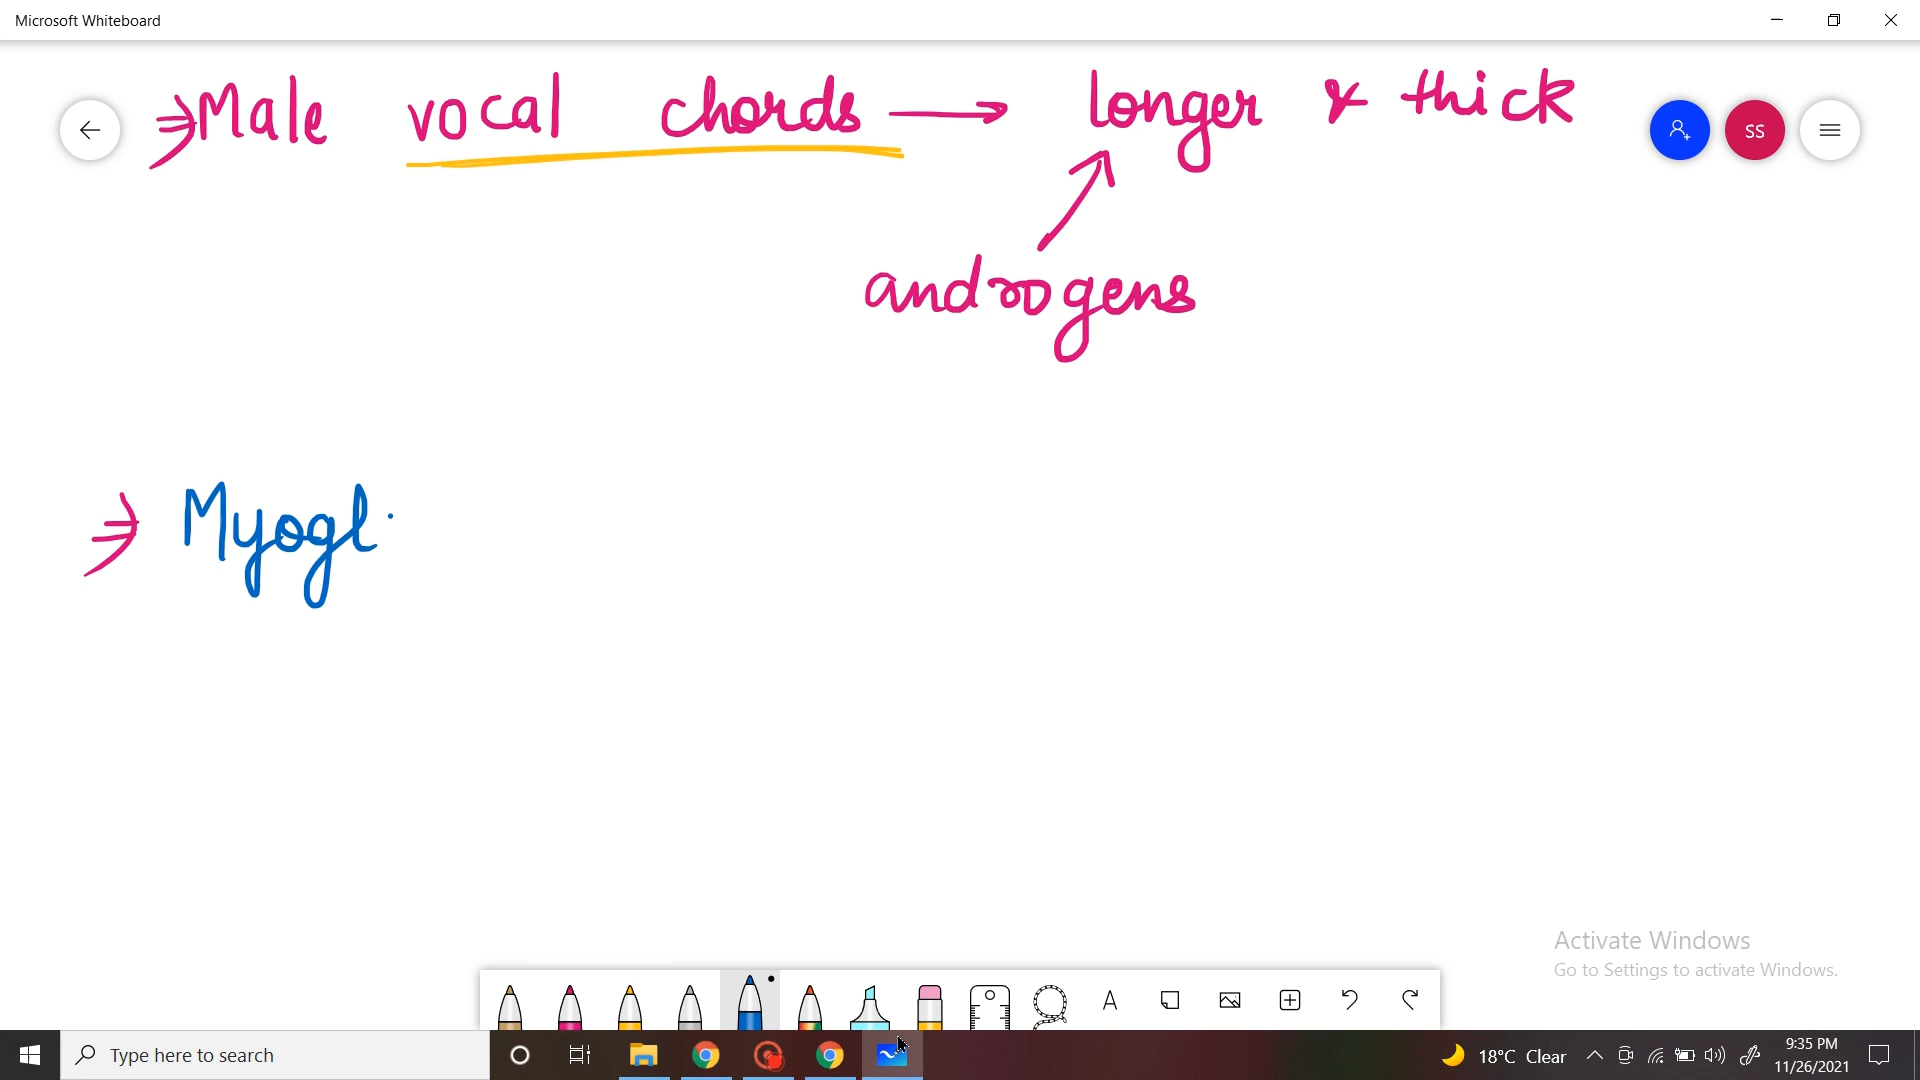 Microsoft Whiteboard
⇒ Male vocal chords → longer & thick
SS
androgens
⇒ Myogl
Activate Windows
Go to Settings to activate Windows.
A
Type here to search
18°C Clear
9:35 PM
11/26/2021